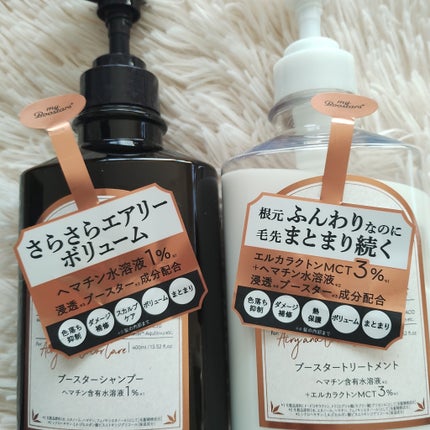 my
Boostare
さらさらエアリー
ボリューム
ヘマチン水溶液1%
浸透 ブースター 成分配合
色落ち
抑制
ダメージ
補修
スカルプ
ケア
ボリューム
まとまり
400ml
ブースターシャンプー
ヘマチン含有水溶液1%
my
Boostare
根元 ふんわりなのに
毛先 まとまり続く
エルカラクトンMCT3%
+ヘマチン水溶液
浸透 ブースター 成分配合
色落ち
抑制
ダメージ
補修
熱
保護
ボリューム
まとまり
ブースタートリートメント
ヘマチン含有水溶液
+エルカラクトンMCT3%